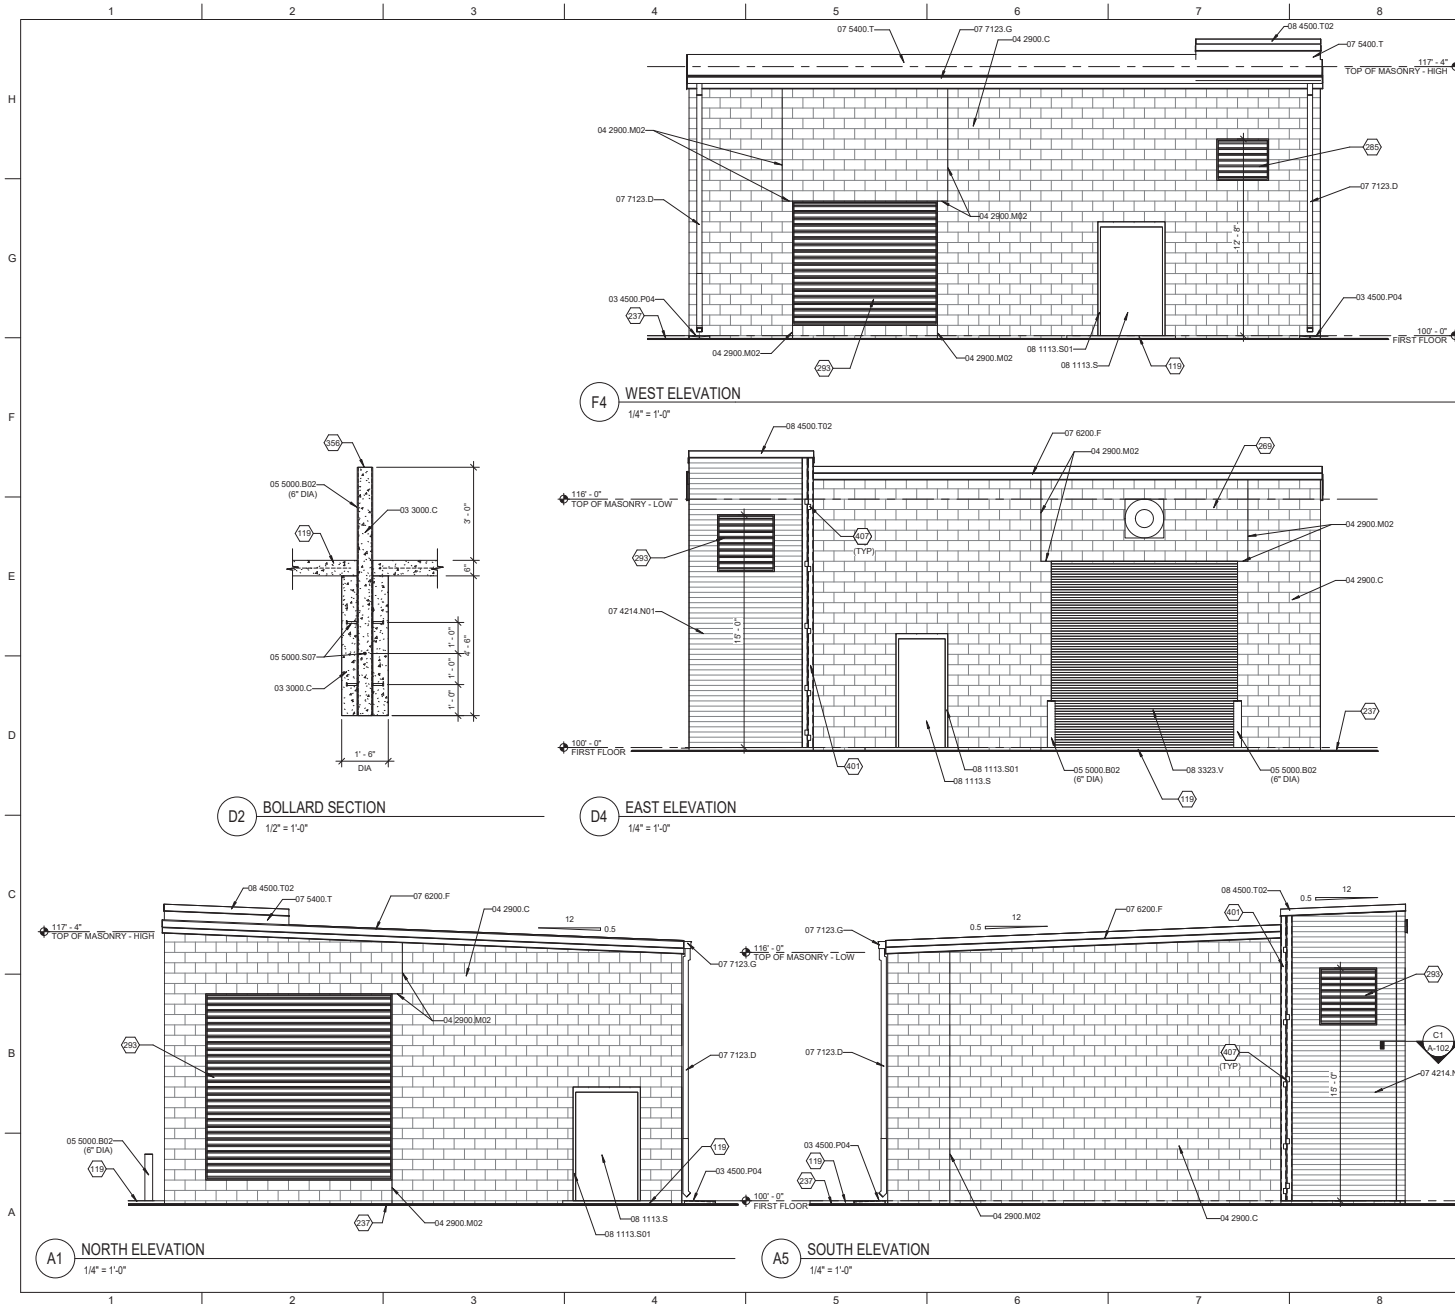 1 2 3 4 5 6 7 8
H
G
F
E
D
C
B
A
07 5400.T
07 7123.G
04 2900.C
08 4500.T02
07 5400.T
117' - 4"
TOP OF MASONRY - HIGH
04 2900.M02
285
07 7123.D
07 7123.D
04 2900.M02
12' - 8"
03 4500.P04
237
03 4500.P04
100' - 0"
FIRST FLOOR
04 2900.M02
293
04 2900.M02
08 1113.S01
08 1113.S
119
F4
WEST ELEVATION
1/4" = 1'-0"
356
05 5000.B02
(6" DIA)
03 3000.C
119
3' - 0"
6"
05 5000.S07
03 3000.C
1' - 0"
1' - 0"
1' - 0"
4' - 6"
1' - 6"
DIA
D2
BOLLARD SECTION
1/2" = 1'-0"
08 4500.T02
07 6200.F
04 2900.M02
269
116' - 0"
TOP OF MASONRY - LOW
407
(TYP)
04 2900.M02
293
04 2900.C
07 4214.N01
15' - 0"
237
100' - 0"
FIRST FLOOR
401
08 1113.S01
08 1113.S
05 5000.B02
(6" DIA)
08 3323.V
05 5000.B02
(6" DIA)
119
D4
EAST ELEVATION
1/4" = 1'-0"
08 4500.T02
07 5400.T
07 6200.F
04 2900.C
12
0.5
117' - 4"
TOP OF MASONRY - HIGH
07 7123.G
04 2900.M02
293
07 7123.D
05 5000.B02
(6" DIA)
119
119
03 4500.P04
237
04 2900.M02
08 1113.S
08 1113.S01
A1
NORTH ELEVATION
1/4" = 1'-0"
08 4500.T02
12
0.5
401
07 6200.F
12
0.5
07 7123.G
116' - 0"
TOP OF MASONRY - LOW
293
C1
A-102
07 7123.D
407
(TYP)
07 4214.N
15' - 0"
03 4500.P04
119
237
100' - 0"
FIRST FLOOR
04 2900.M02
04 2900.C
A5
SOUTH ELEVATION
1/4" = 1'-0"
1 2 3 4 5 6 7 8